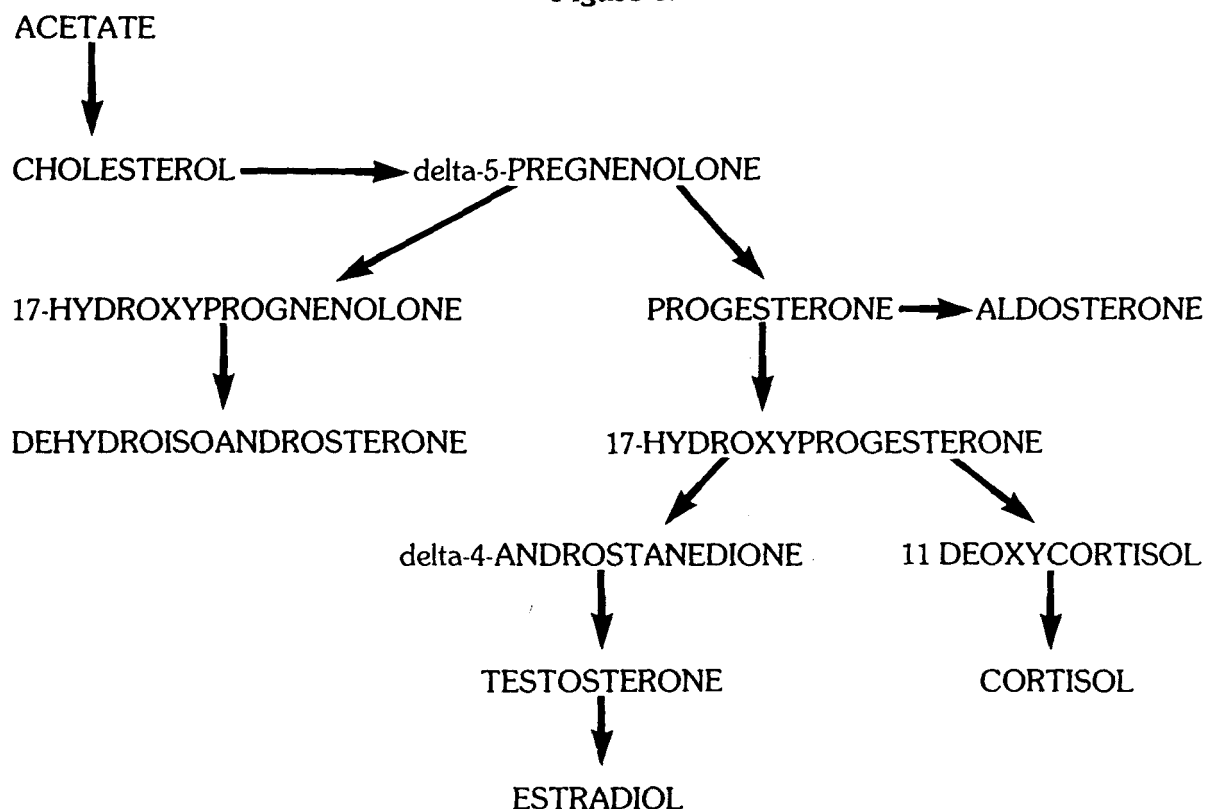 ACETATE
CHOLESTEROL delta-5-PREGNENOLONE
17-HYDROXYPROGNENOLONE PROGESTERONE ALDOSTERONE
DEHYDROISOANDROSTERONE 17-HYDROXYPROGESTERONE
delta-4-ANDROSTANEDIONE 11 DEOXYCORTISOL
TESTOSTERONE CORTISOL
ESTRADIOL